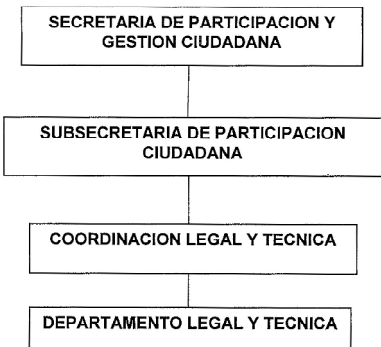 SECRETARIA DE PARTICIPACION Y
GESTION CIUDADANA
SUBSECRETARIA DE PARTICIPACION
CIUDADANA
COORDINACION LEGAL Y TECNICA
DEPARTAMENTO LEGAL Y TECNICA